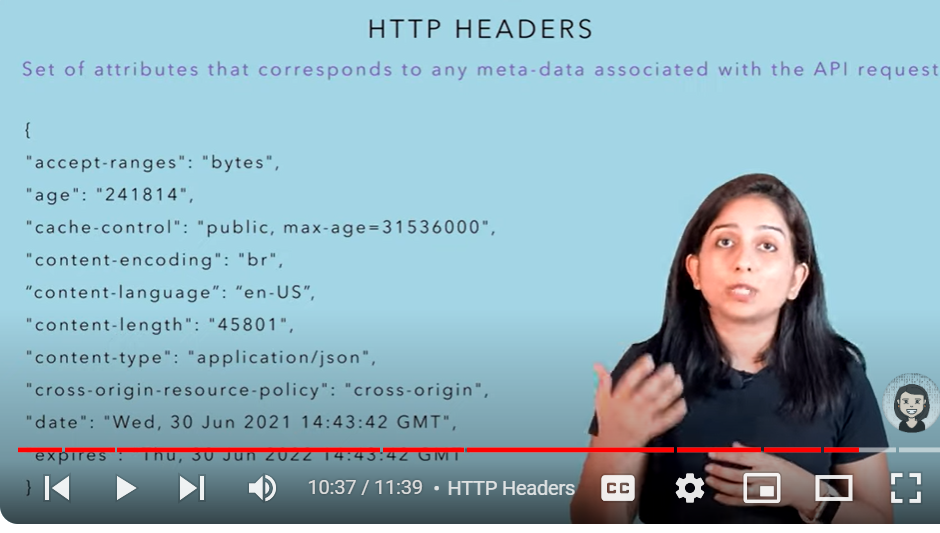 HTTP HEADERS
Set of attributes that corresponds to any meta-data associated with the API request
{
"accept-ranges": "bytes",
"age": "241814",
"cache-control": "public, max-age=31536000",
"content-encoding": "br",
“content-language”: “en-US”,
"content-length": "45801",
"content-type": "application/json",
"cross-origin-resource-policy": "cross-origin",
"date": "Wed, 30 Jun 2021 14:43:42 GMT",
"expires": "Thu, 30 Jun 2022 14:43:42 GMT"
}
10:37 / 11:39 • HTTP Headers
CC